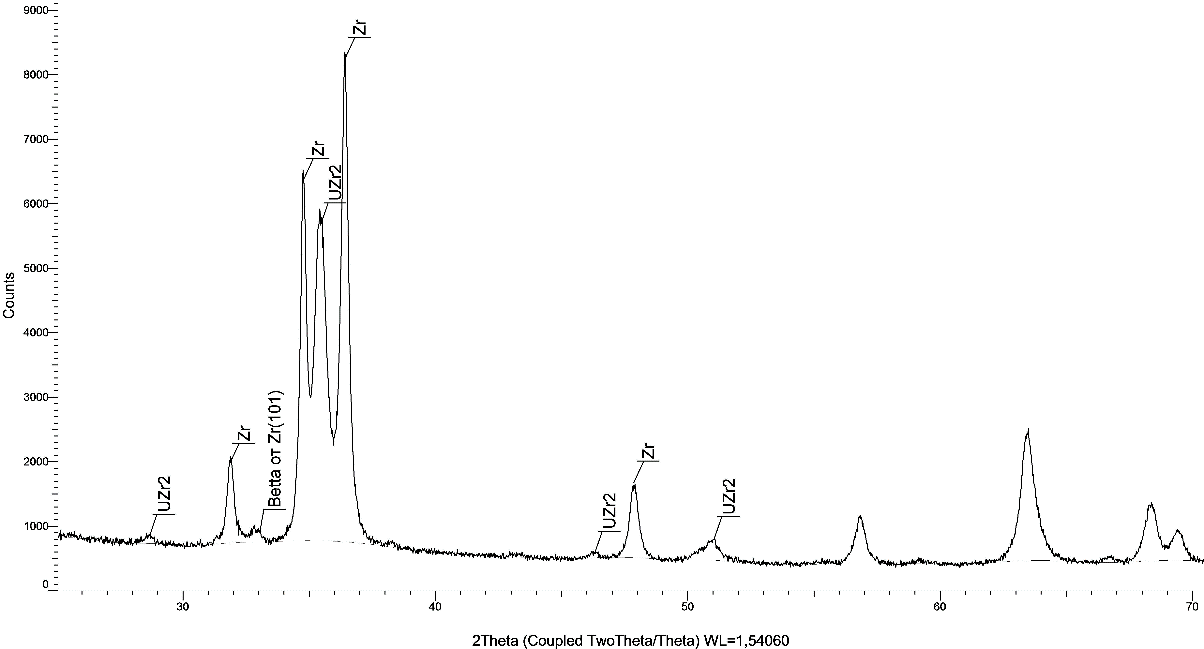 9000
8000
7000
6000
5000
4000
3000
2000
1000
0
Counts
UZr2
Zr
Betta от Zr(101)
Zr
UZr2
Zr
UZr2
Zr
UZr2
30
40
50
60
70
2Theta (Coupled TwoTheta/Theta) WL=1,54060